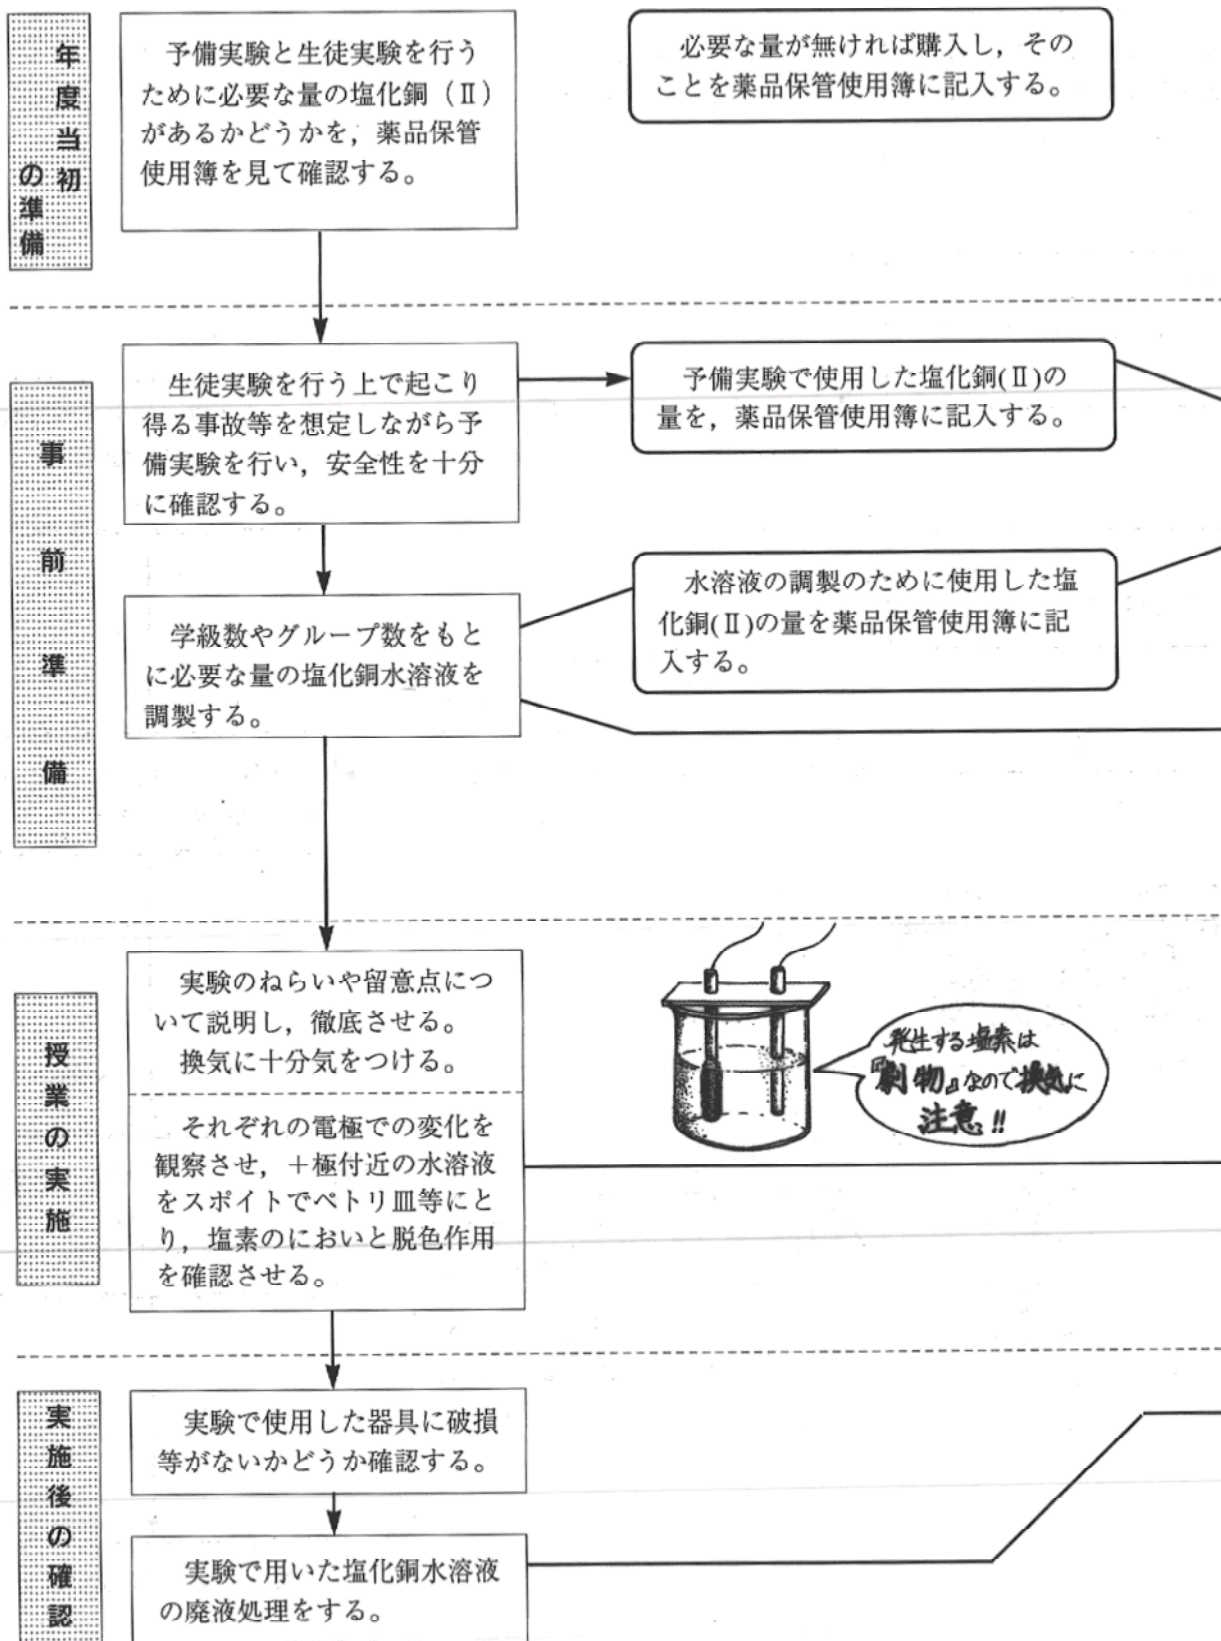 年度当初
の準備
予備実験と生徒実験を行う
ために必要な量の塩化銅（Ⅱ）
があるかどうかを，薬品保管
使用簿を見て確認する。
必要な量が無ければ購入し，その
ことを薬品保管使用簿に記入する。
事前準備
生徒実験を行う上で起こり
得る事故等を想定しながら予
備実験を行い，安全性を十分
に確認する。
予備実験で使用した塩化銅(Ⅱ)の
量を，薬品保管使用簿に記入する。
学級数やグループ数をもと
に必要な量の塩化銅水溶液を
調製する。
水溶液の調製のために使用した塩
化銅(Ⅱ)の量を薬品保管使用簿に記
入する。
授業の実施
実験のねらいや留意点につ
いて説明し，徹底させる。
換気に十分気をつける。
それぞれの電極での変化を
観察させ，＋極付近の水溶液
をスポイトでペトリ皿等にと
り，塩素のにおいと脱色作用
を確認させる。
発生する塩素は
『劇物』なので換気に
注意!!
実施後の確認
実験で使用した器具に破損
等がないかどうか確認する。
実験で用いた塩化銅水溶液
の廃液処理をする。